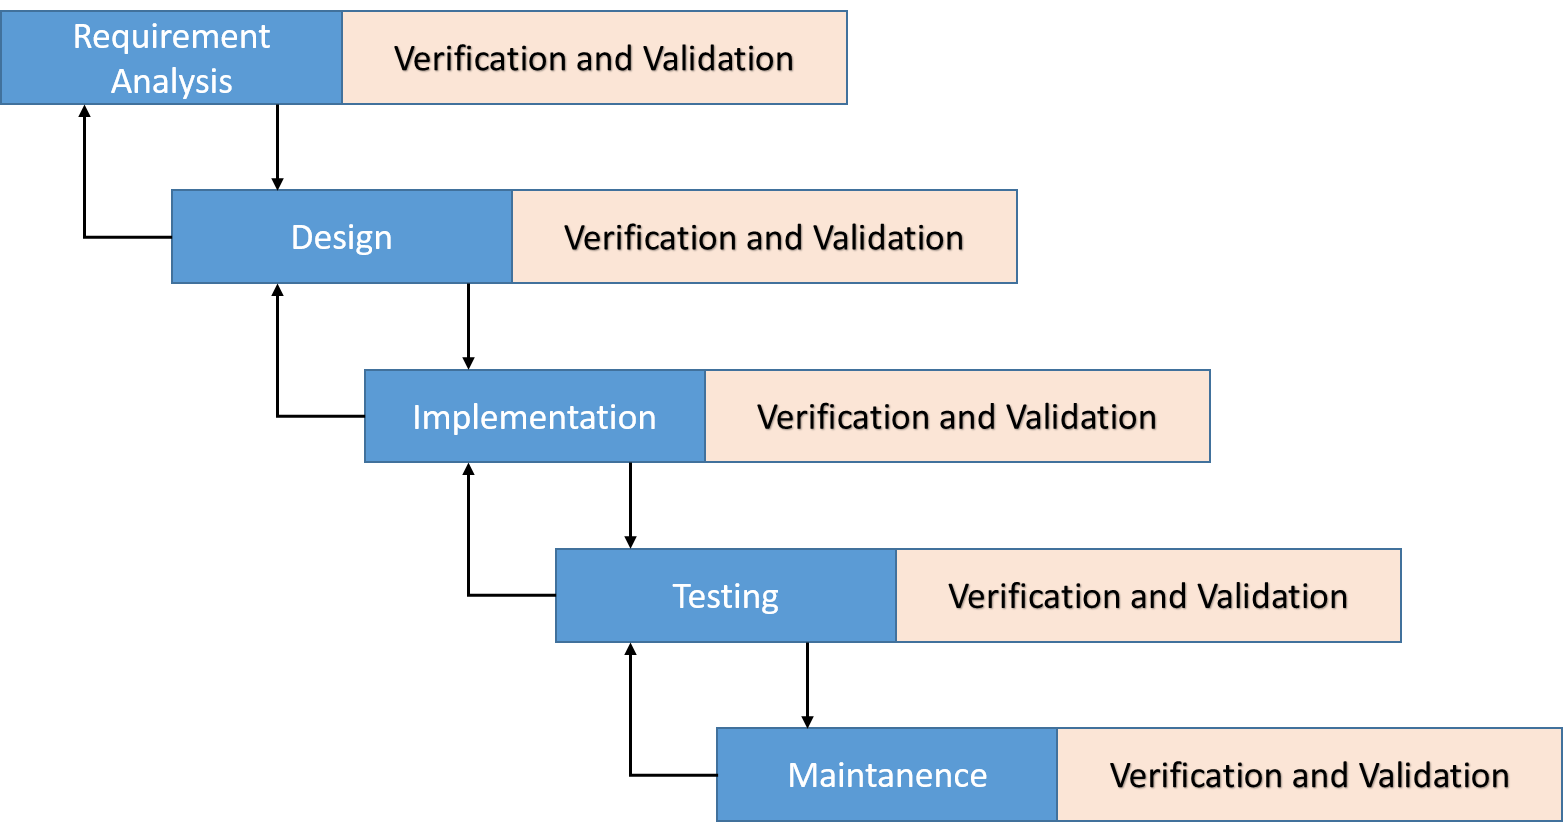 Requirement
Analysis
Verification and Validation
Design
Verification and Validation
Implementation
Verification and Validation
Testing
Verification and Validation
Maintanence
Verification and Validation